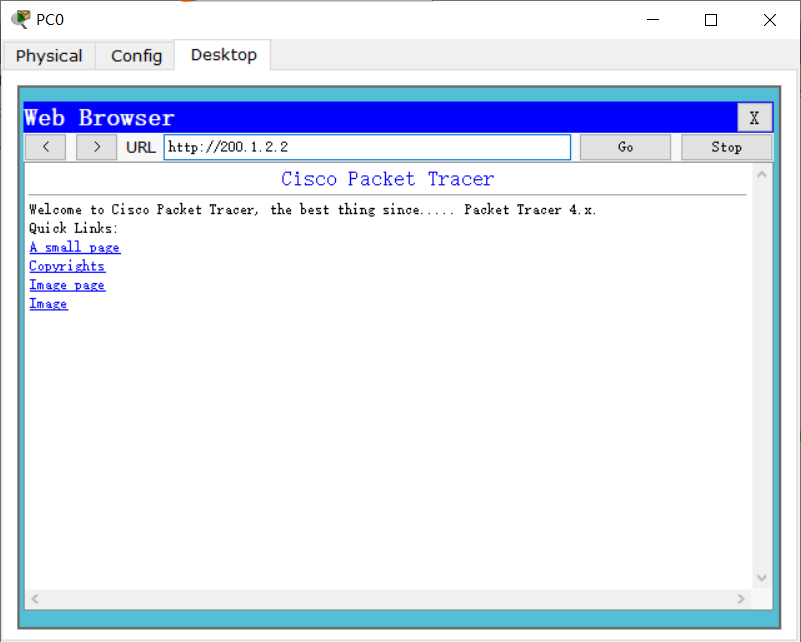 PC0
Physical Config Desktop
Web Browser X
< > URL http://200.1.2.2 Go Stop
Cisco Packet Tracer
Welcome to Cisco Packet Tracer, the best thing since..... Packet Tracer 4.x.
Quick Links:
A small page
Copyrights
Image page
Image